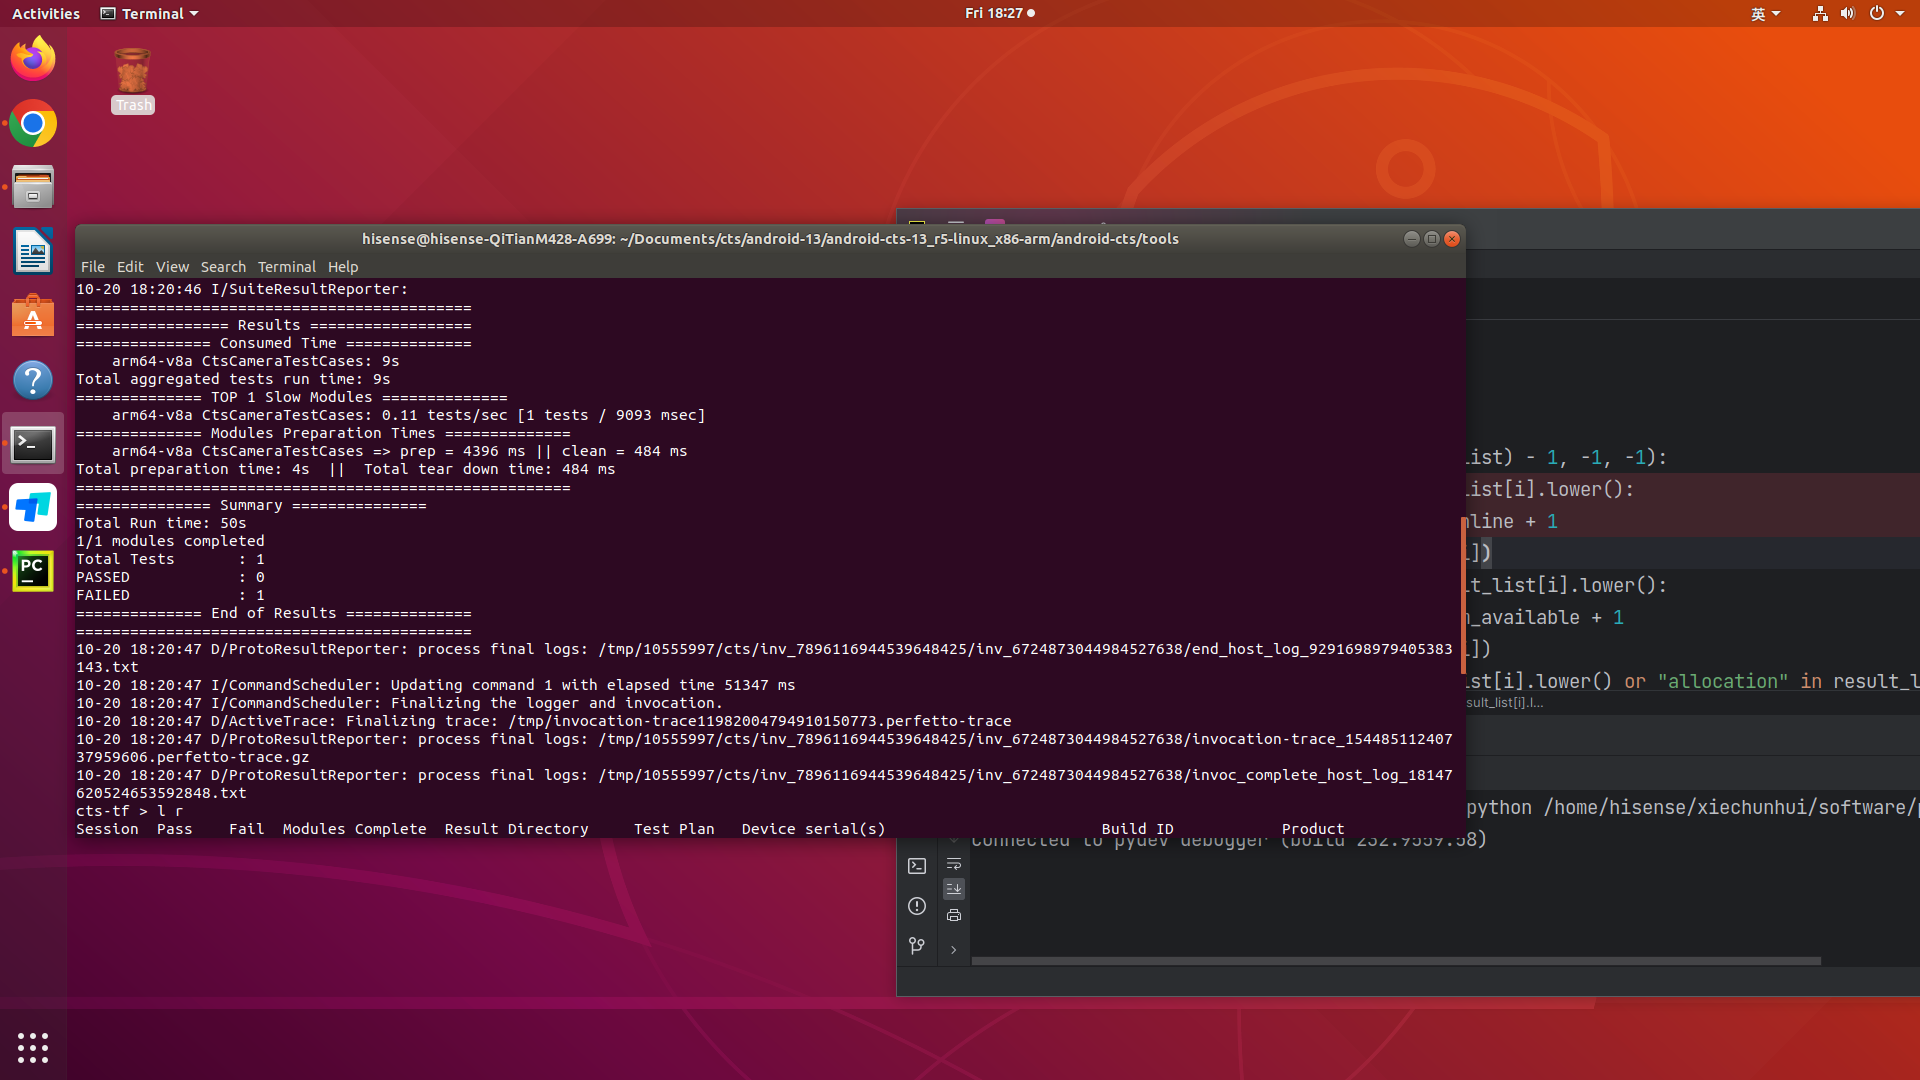 Activities
Terminal
Fri 18:27
英
Trash
hisense@hisense-QiTianM428-A699: ~/Documents/cts/android-13/android-cts-13_r5-linux_x86-arm/android-cts/tools
File Edit View Search Terminal Help
10-20 18:20:46 I/SuiteResultReporter:
============================================
================= Results ==================
=============== Consumed Time ==============
    arm64-v8a CtsCameraTestCases: 9s
Total aggregated tests run time: 9s
============== TOP 1 Slow Modules ==============
    arm64-v8a CtsCameraTestCases: 0.11 tests/sec [1 tests / 9093 msec]
============== Modules Preparation Times ==============
    arm64-v8a CtsCameraTestCases => prep = 4396 ms || clean = 484 ms
Total preparation time: 4s  ||  Total tear down time: 484 ms
=======================================================
=============== Summary ===============
Total Run time: 50s
1/1 modules completed
Total Tests       : 1
PASSED            : 0
FAILED            : 1
============== End of Results ==============
============================================
10-20 18:20:47 D/ProtoResultReporter: process final logs: /tmp/10555997/cts/inv_7896116944539648425/inv_6724873044984527638/end_host_log_9291698979405383
143.txt
10-20 18:20:47 I/CommandScheduler: Updating command 1 with elapsed time 51347 ms
10-20 18:20:47 I/CommandScheduler: Finalizing the logger and invocation.
10-20 18:20:47 D/ActiveTrace: Finalizing trace: /tmp/invocation-trace11982004794910150773.perfetto-trace
10-20 18:20:47 D/ProtoResultReporter: process final logs: /tmp/10555997/cts/inv_7896116944539648425/inv_6724873044984527638/invocation-trace_154485112407
37959606.perfetto-trace.gz
10-20 18:20:47 D/ProtoResultReporter: process final logs: /tmp/10555997/cts/inv_7896116944539648425/inv_6724873044984527638/invoc_complete_host_log_18147
620524653592848.txt
cts-tf > l r
Session  Pass    Fail  Modules Complete  Result Directory     Test Plan   Device serial(s)                        Build ID            Product
ist) - 1, -1, -1):
ist[i].lower():
nline + 1
])
t_list[i].lower():
_available + 1
])
st[i].lower() or "allocation" in result_l
sult_list[i].l...
python /home/hisense/xiechunhui/software/p
Connected to pydev debugger (build 232.9559.58)
PC